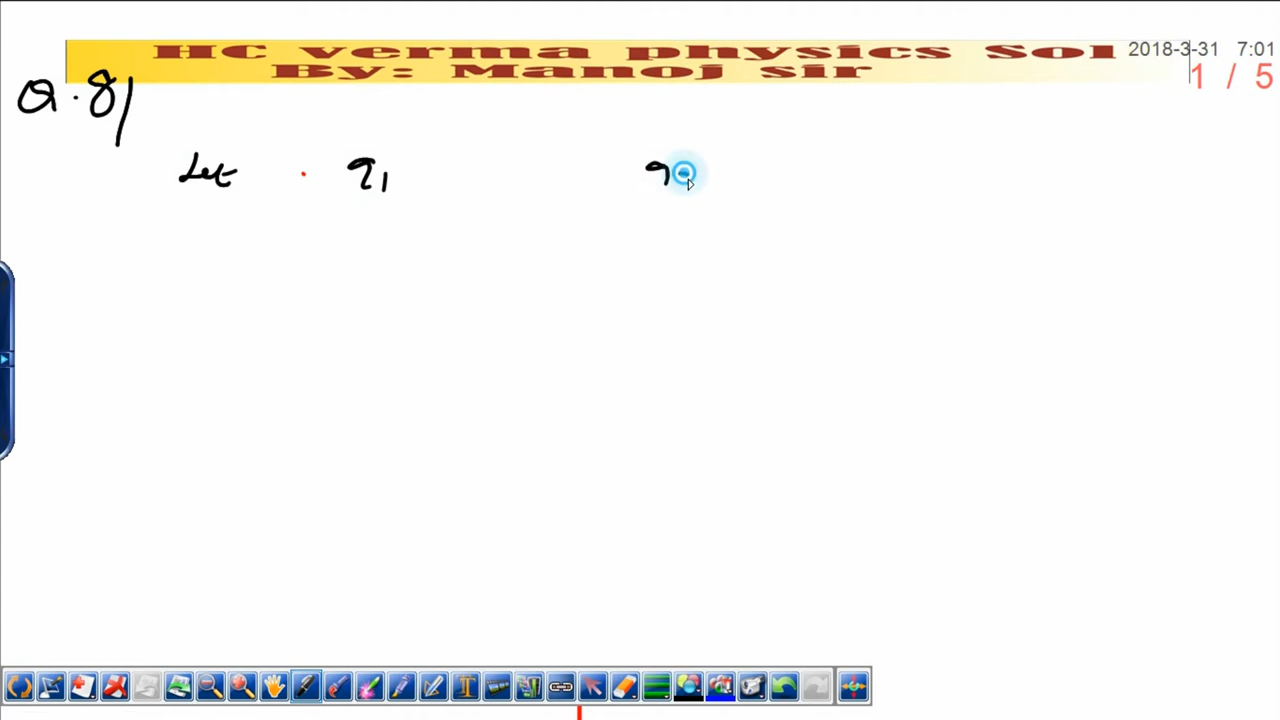 HC verma physics Sol
By: Manoj sir
2018-3-31 7:01
1 / 5
Q.8/
Let q1 q